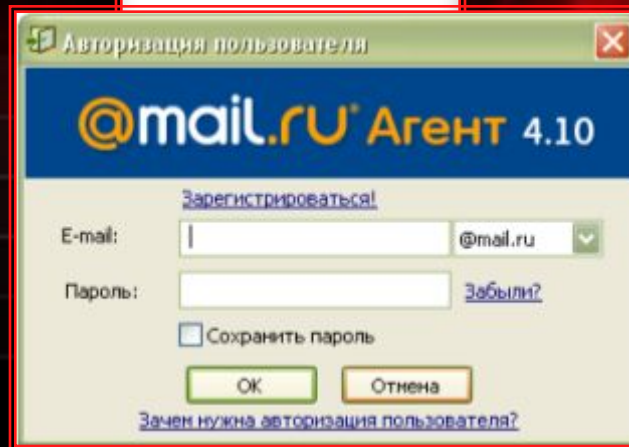 Авторизация пользователя
@mail.ru® Агент 4.10
Зарегистрироваться!
E-mail: @mail.ru
Пароль: Забыли?
Сохранить пароль
OK Отмена
Зачем нужна авторизация пользователя?